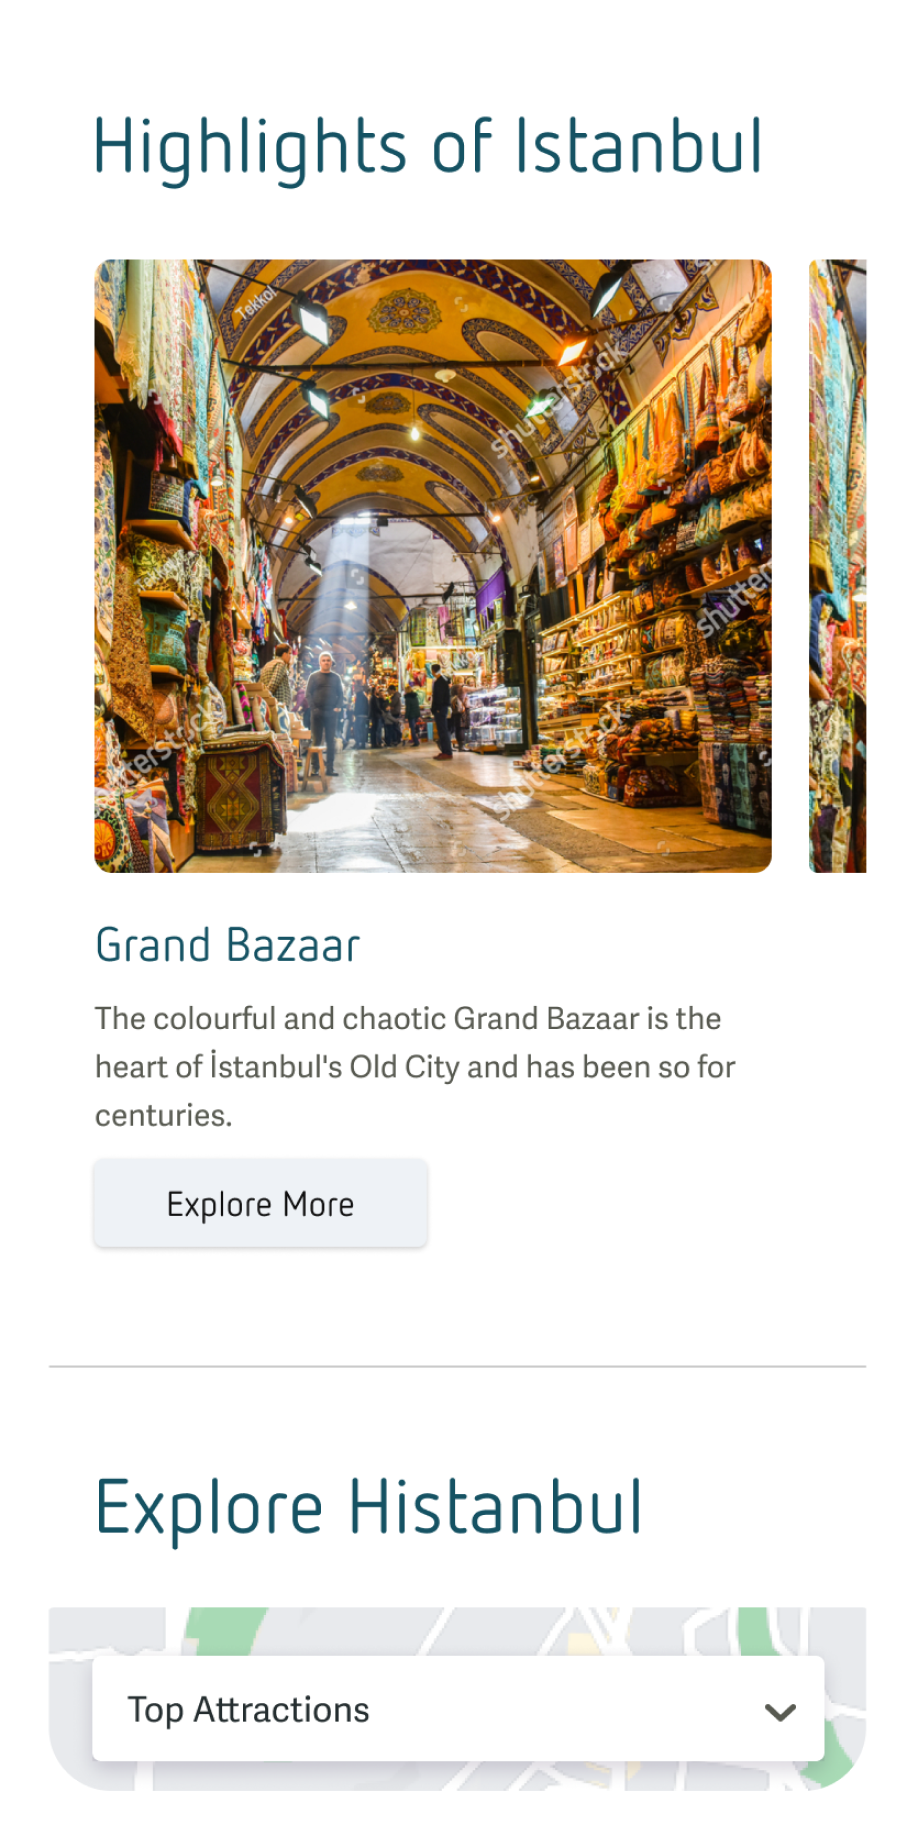 Highlights of Istanbul
Tekkol
shutterstock
shutter
shutterstock
shutterstock
Grand Bazaar
The colourful and chaotic Grand Bazaar is the
heart of İstanbul's Old City and has been so for
centuries.
Explore More
Explore Histanbul
Top Attractions